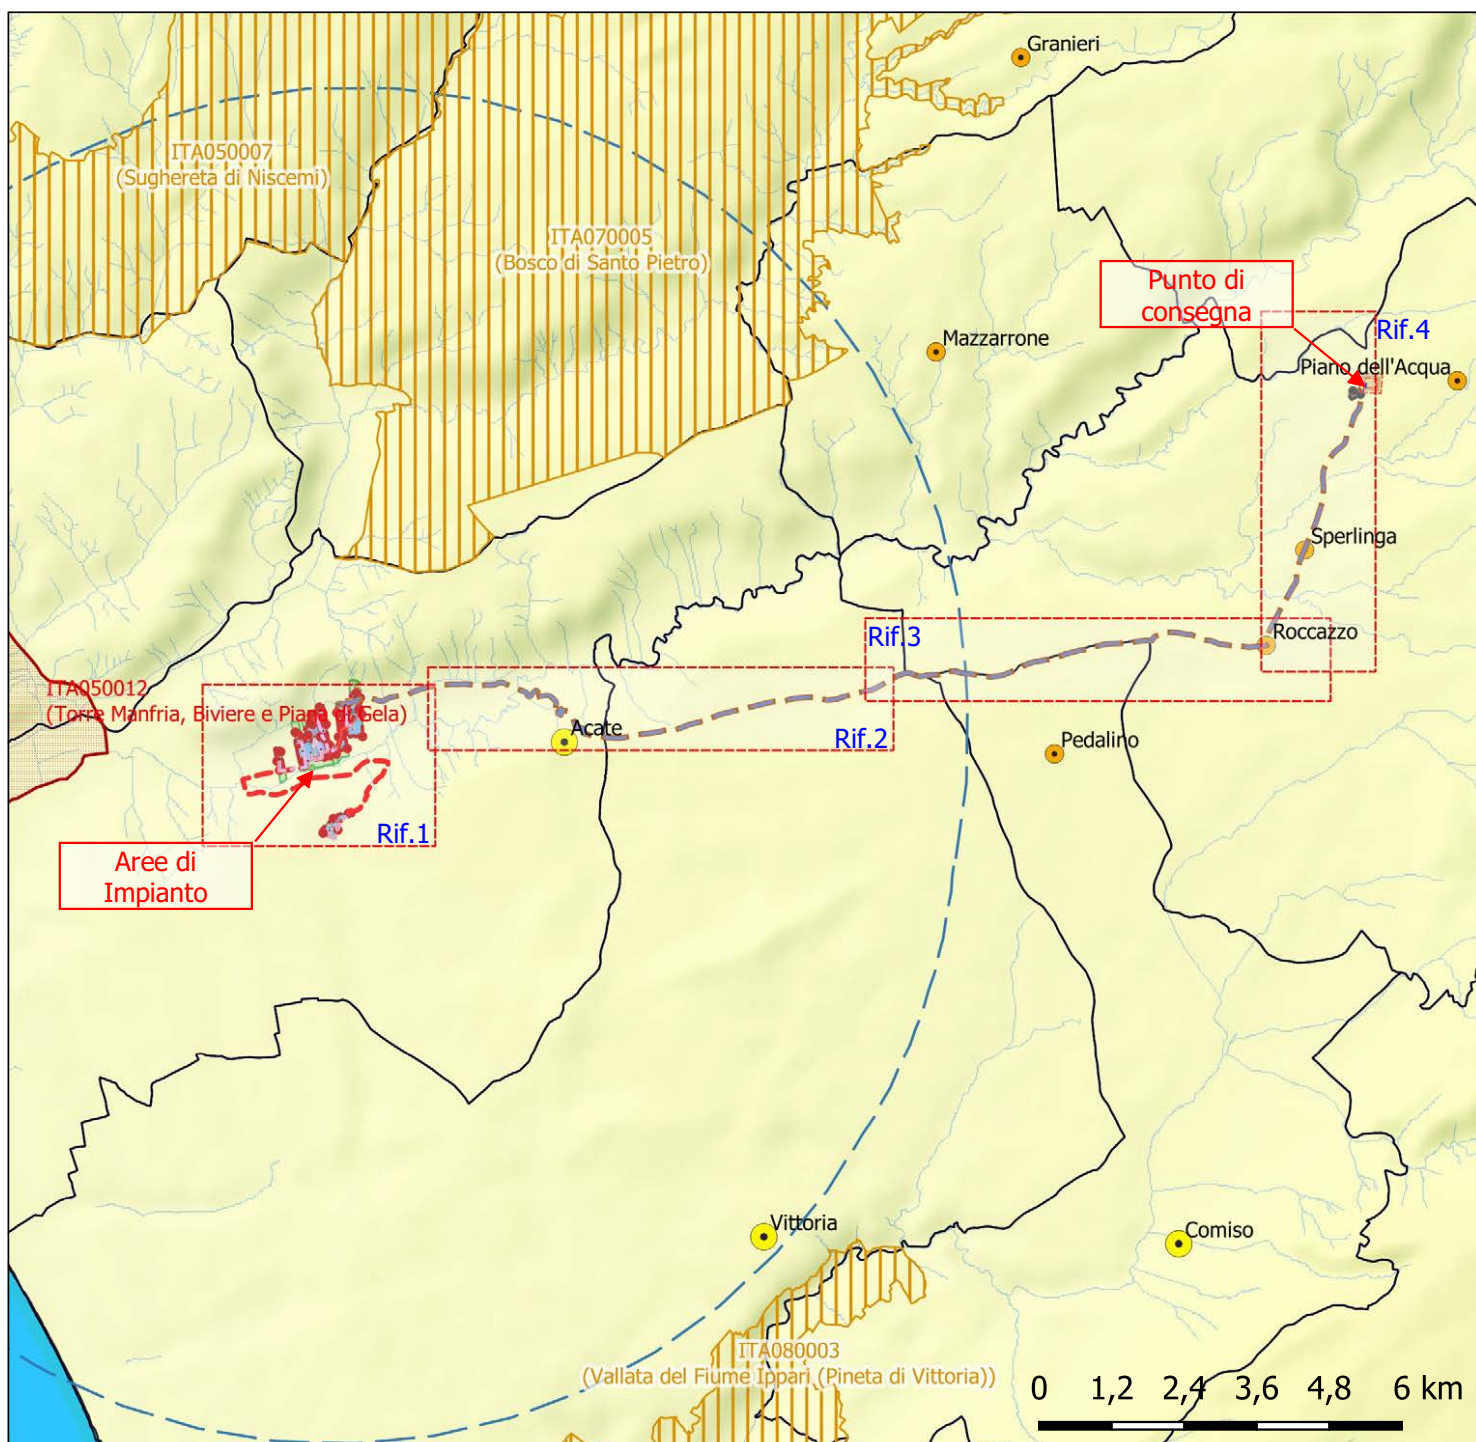 Granieri
ITA050007
(Sughereta di Niscemi)
ITA070005
(Bosco di Santo Pietro)
Punto di
consegna
Rif.4
Mazzarrone
Piano dell'Acqua
Sperlinga
Roccazzo
Rif.3
ITA050012
(Torre Manfria, Biviere e Piana di Gela)
Acate
Rif.2
Pedalino
Rif.1
Aree di
Impianto
Vittoria
Comiso
ITA080003
(Vallata del Fiume Ippari (Pineta di Vittoria))
0 1,2 2,4 3,6 4,8 6 km